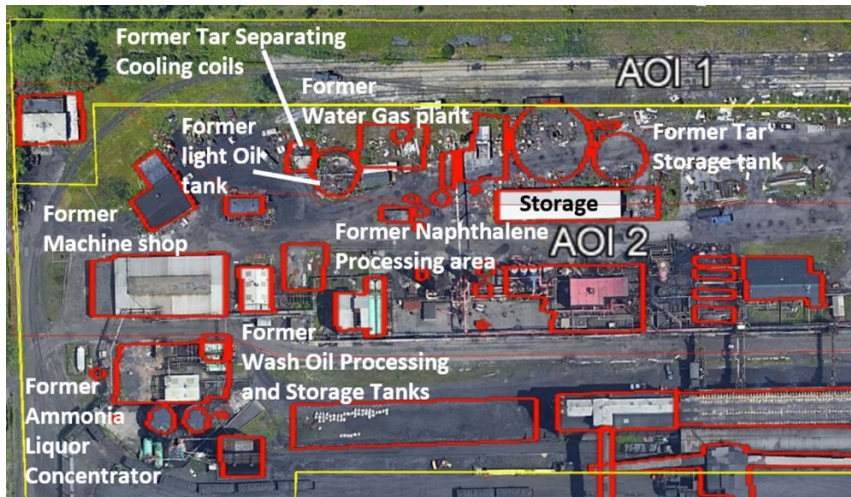 Former Tar Separating
Cooling coils
AOI 1
Former
Water Gas plant
Former
light Oil
tank
Former Tar
Storage tank
Storage
Former
Machine shop
Former Naphthalene
Processing area
AOI 2
Former
Wash Oil Processing
and Storage Tanks
Former
Ammonia
Liquor
Concentrator